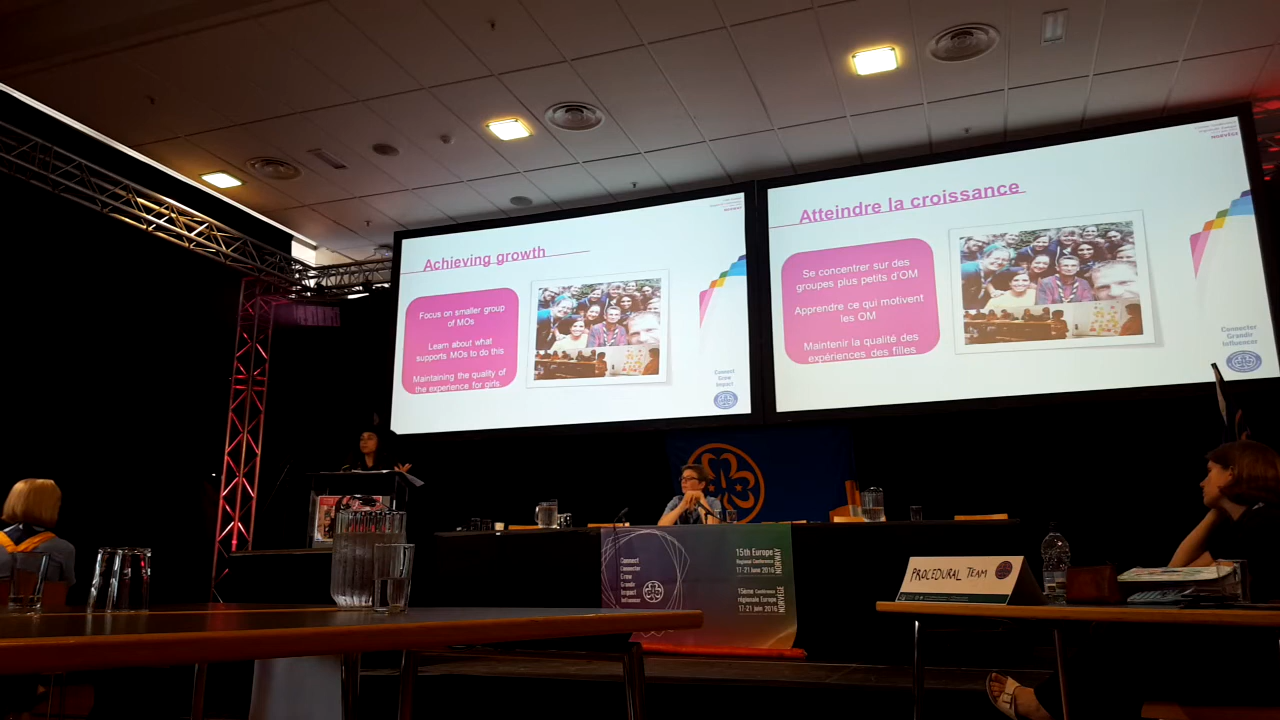 Achieving growth
Focus on smaller group
of MOs
Learn about what
supports MOs to do this
Maintaining the quality of
the experience for girls
Connect
Grow
Impact
NORVÈGE
Atteindre la croissance
Se concentrer sur des
groupes plus petits d'OM
Apprendre ce qui motivent
les OM
Maintenir la qualité des
expériences des filles
Connecter
Grandir
Influencer
Connect
Connecter
Grow
Grandir
Impact
Influencer
15th Europe
Regional Conference
17-21 June 2016
NORWAY
15ème Conférence
régionale Europe
17-21 juin 2016
NORVÈGE
PROCEDURAL TEAM